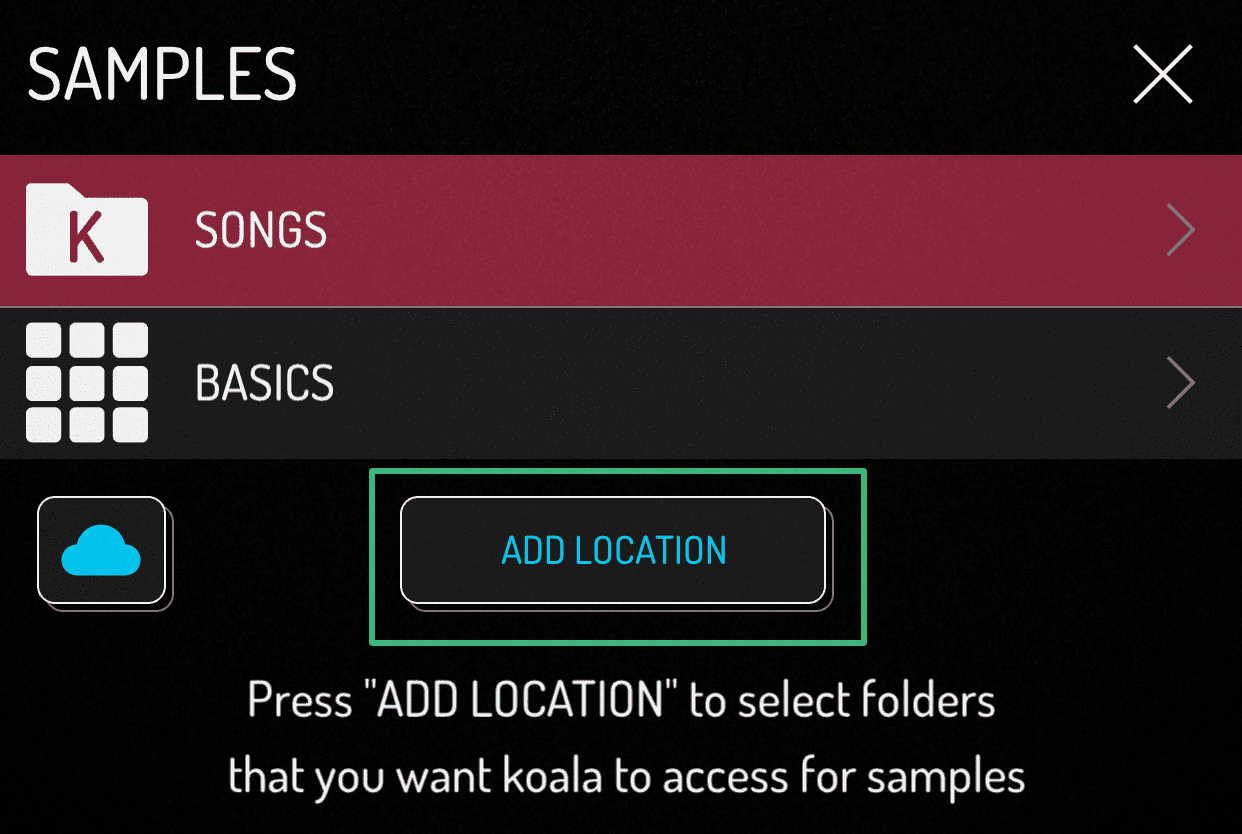 SAMPLES
K
SONGS
BASICS
ADD LOCATION
Press "ADD LOCATION" to select folders
that you want koala to access for samples